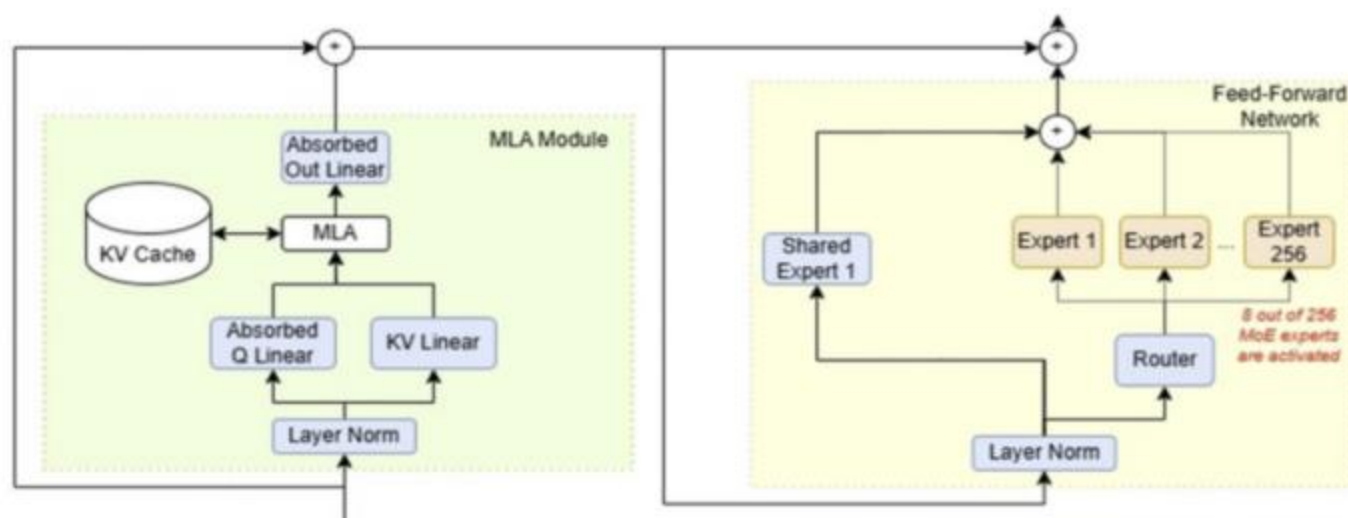 +
MLA Module
Absorbed
Out Linear
KV Cache
MLA
Absorbed
Q Linear
KV Linear
Layer Norm
+
Feed-Forward
Network
+
Shared
Expert 1
Expert 1
Expert 2
...
Expert
256
8 out of 256
MoE experts
are activated
Router
Layer Norm